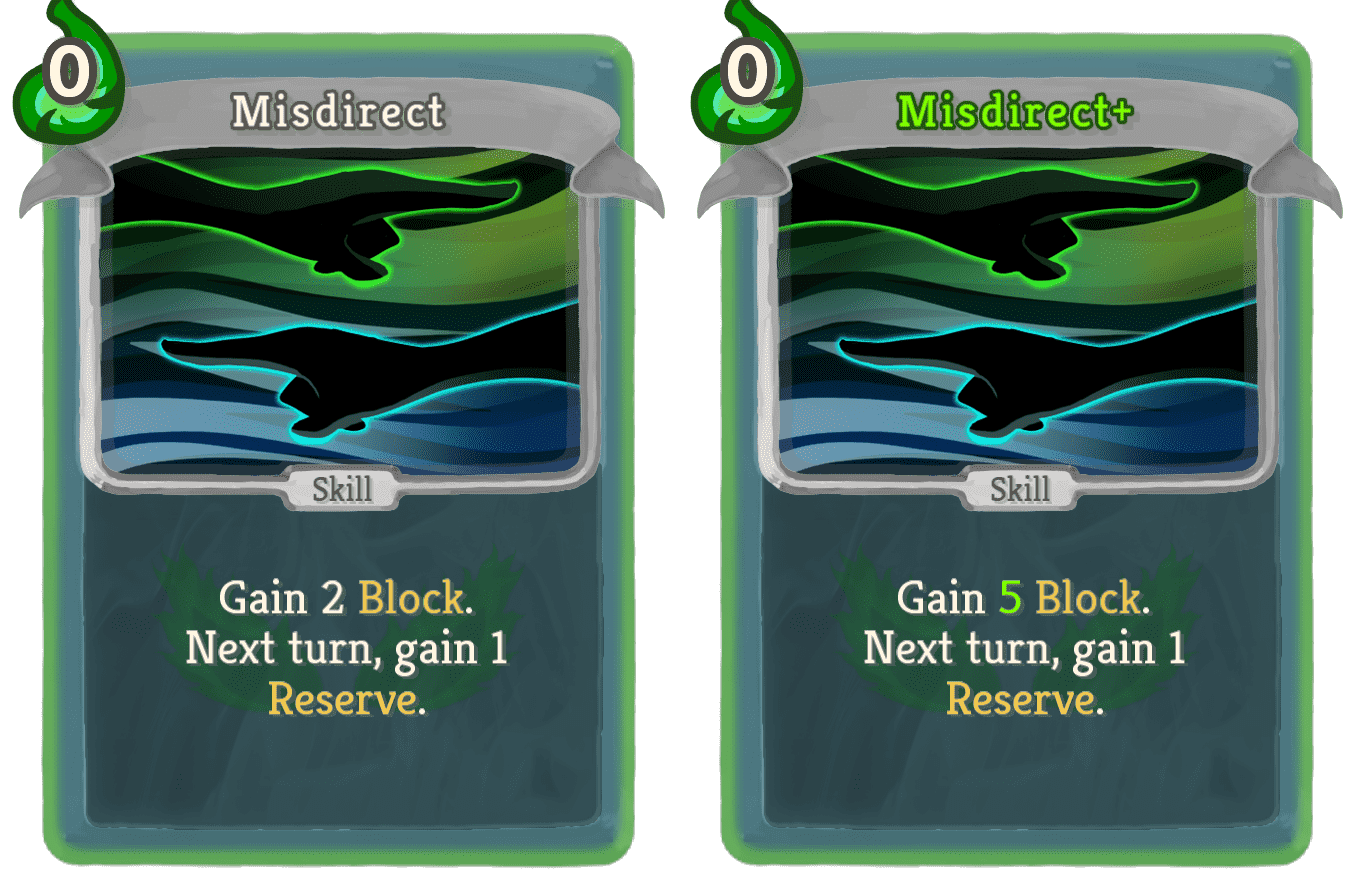 0
Misdirect
Skill
Gain 2 Block.
Next turn, gain 1
Reserve.
0
Misdirect+
Skill
Gain 5 Block.
Next turn, gain 1
Reserve.